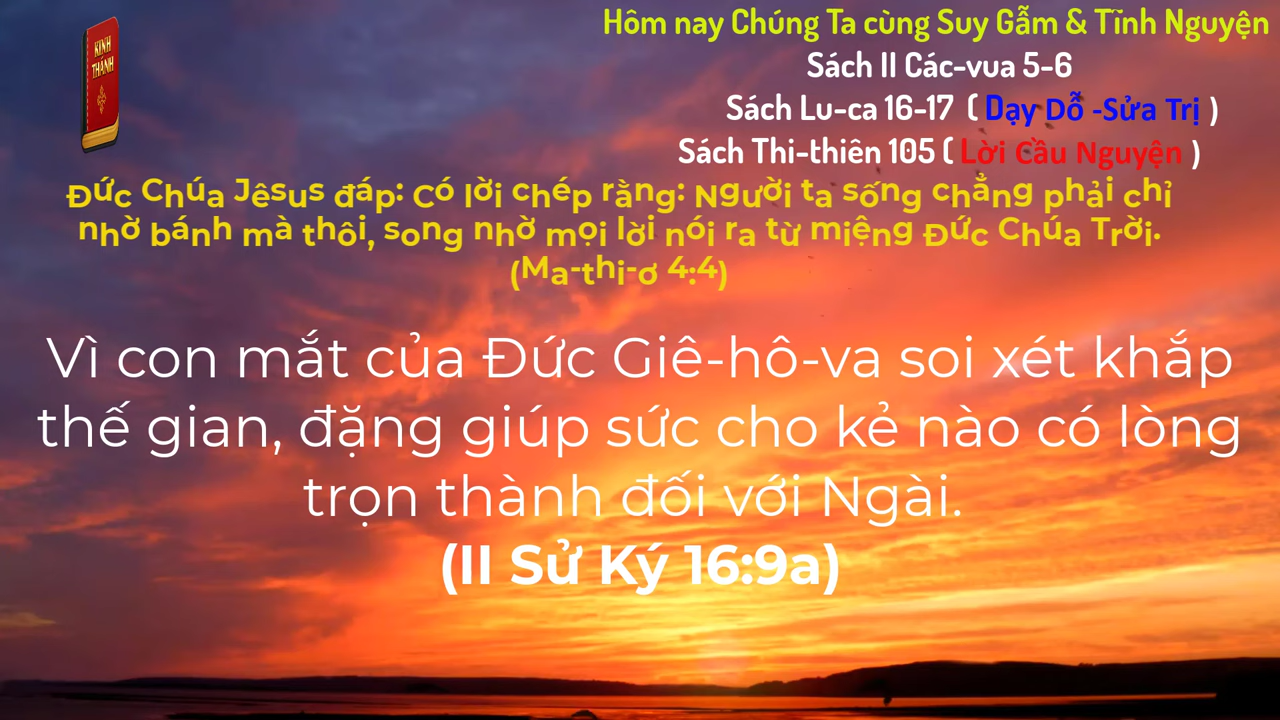 KINH
THÁNH
Hôm nay Chúng Ta cùng Suy Gẫm & Tĩnh Nguyện
Sách II Các-vua 5-6
Sách Lu-ca 16-17 ( Dạy Dỗ -Sửa Trị )
Sách Thi-thiên 105 ( Lời Cầu Nguyện )
Đức Chúa Jêsus đáp: Có lời chép rằng: Người ta sống chẳng phải chỉ
nhờ bánh mà thôi, song nhờ mọi lời nói ra từ miệng Đức Chúa Trời.
(Ma-thi-ơ 4:4)
Vì con mắt của Đức Giê-hô-va soi xét khắp
thế gian, đặng giúp sức cho kẻ nào có lòng
trọn thành đối với Ngài.
(II Sử Ký 16:9a)